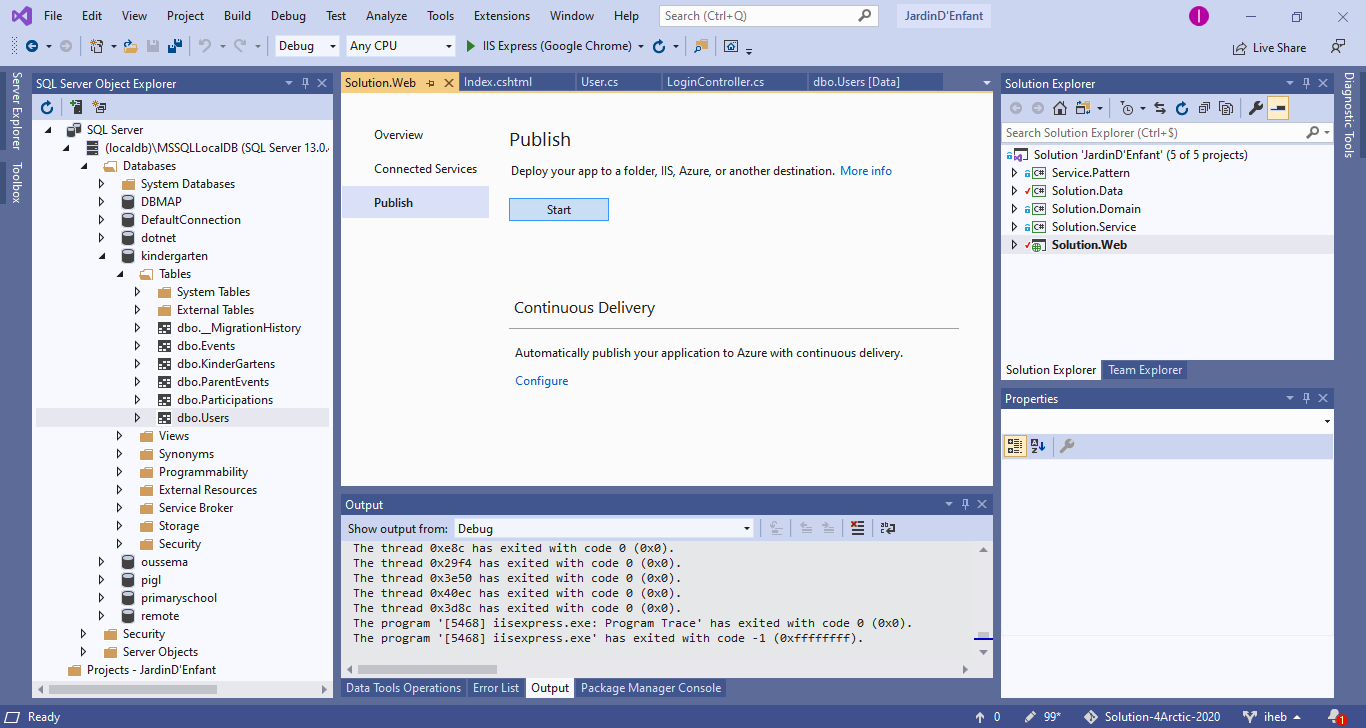 File Edit View Project Build Debug Test Analyze Tools Extensions Window Help Search (Ctrl+Q) JardinD'Enfant I
Debug Any CPU IIS Express (Google Chrome) Live Share
Server Explorer
Toolbox
SQL Server Object Explorer
SQL Server
(localdb)\MSSQLLocalDB (SQL Server 13.0.
Databases
System Databases
DBMAP
DefaultConnection
dotnet
kindergarten
Tables
System Tables
External Tables
dbo.__MigrationHistory
dbo.Events
dbo.KinderGartens
dbo.ParentEvents
dbo.Participations
dbo.Users
Views
Synonyms
Programmability
External Resources
Service Broker
Storage
Security
oussema
pigl
primaryschool
remote
Security
Server Objects
Projects - JardinD'Enfant
Solution.Web Index.cshtml User.cs LoginController.cs dbo.Users [Data]
Overview
Connected Services
Publish
Publish
Deploy your app to a folder, IIS, Azure, or another destination. More info
Start
Continuous Delivery
Automatically publish your application to Azure with continuous delivery.
Configure
Output
Show output from: Debug
The thread 0xe8c has exited with code 0 (0x0).
The thread 0x29f4 has exited with code 0 (0x0).
The thread 0x3e50 has exited with code 0 (0x0).
The thread 0x40ec has exited with code 0 (0x0).
The thread 0x3d8c has exited with code 0 (0x0).
The program '[5468] iisexpress.exe: Program Trace' has exited with code 0 (0x0).
The program '[5468] iisexpress.exe' has exited with code -1 (0xffffffff).
Data Tools Operations Error List Output Package Manager Console
Solution Explorer
Search Solution Explorer (Ctrl+$)
Solution 'JardinD'Enfant' (5 of 5 projects)
Service.Pattern
Solution.Data
Solution.Domain
Solution.Service
Solution.Web
Solution Explorer Team Explorer
Properties
Diagnostic Tools
Ready 0 99* Solution-4Arctic-2020 iheb 1